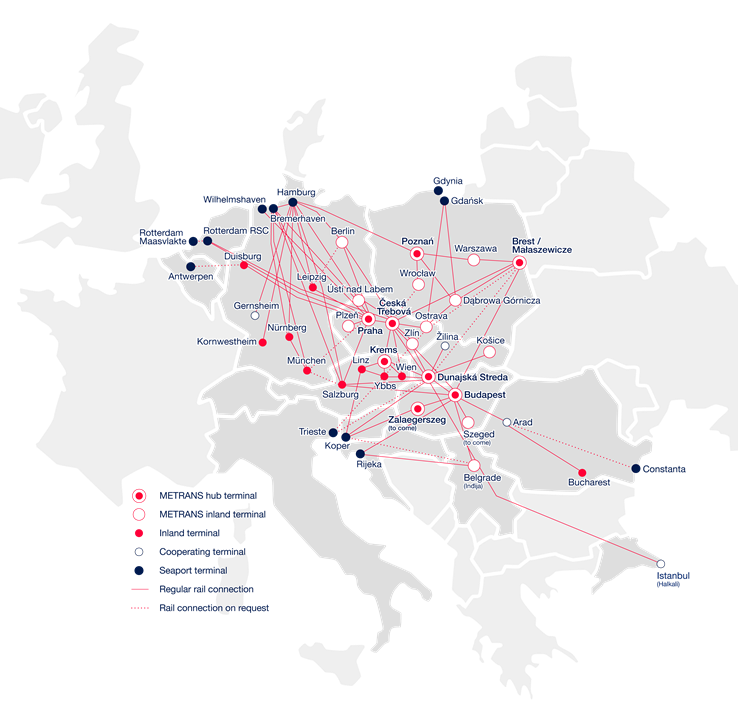 Gdynia
Gdańsk
Hamburg
Wilhelmshaven
Bremerhaven
Berlin
Rotterdam
Maasvlakte
Rotterdam RSC
Duisburg
Antwerpen
Poznań
Warszawa
Brest /
Małaszewicze
Wrocław
Leipzig
Ústí nad Labem
Dąbrowa Górnicza
Česká
Třebová
Gernsheim
Plzeň
Praha
Ostrava
Nürnberg
Zlín
Žilina
Košice
Kornwestheim
München
Krems
Linz
Wien
Dunajská Streda
Ybbs
Salzburg
Budapest
Zalaegerszeg
(to come)
Arad
Trieste
Koper
Szeged
(to come)
Rijeka
Belgrade
(Indija)
Constanta
Bucharest
Istanbul
(Halkali)
METRANS hub terminal
METRANS inland terminal
Inland terminal
Cooperating terminal
Seaport terminal
Regular rail connection
Rail connection on request